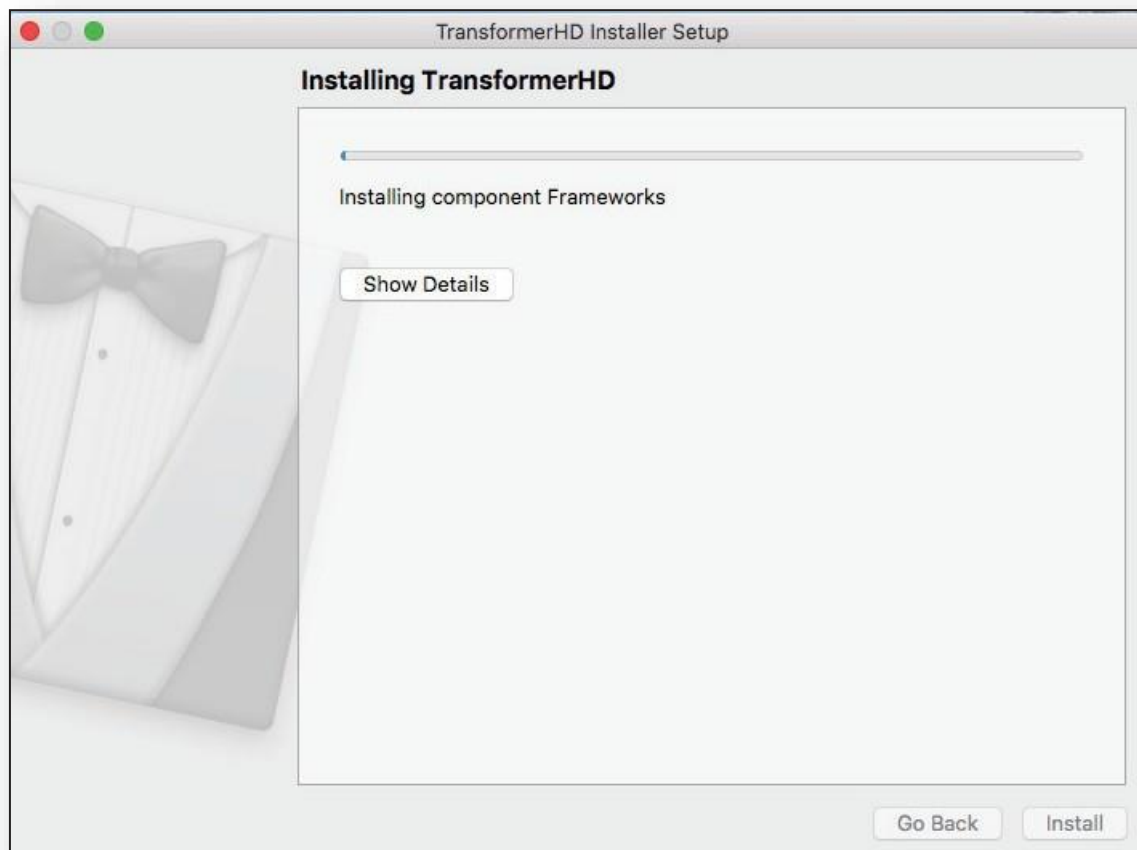 TransformerHD Installer Setup
Installing TransformerHD
Installing component Frameworks
Show Details
Go Back
Install